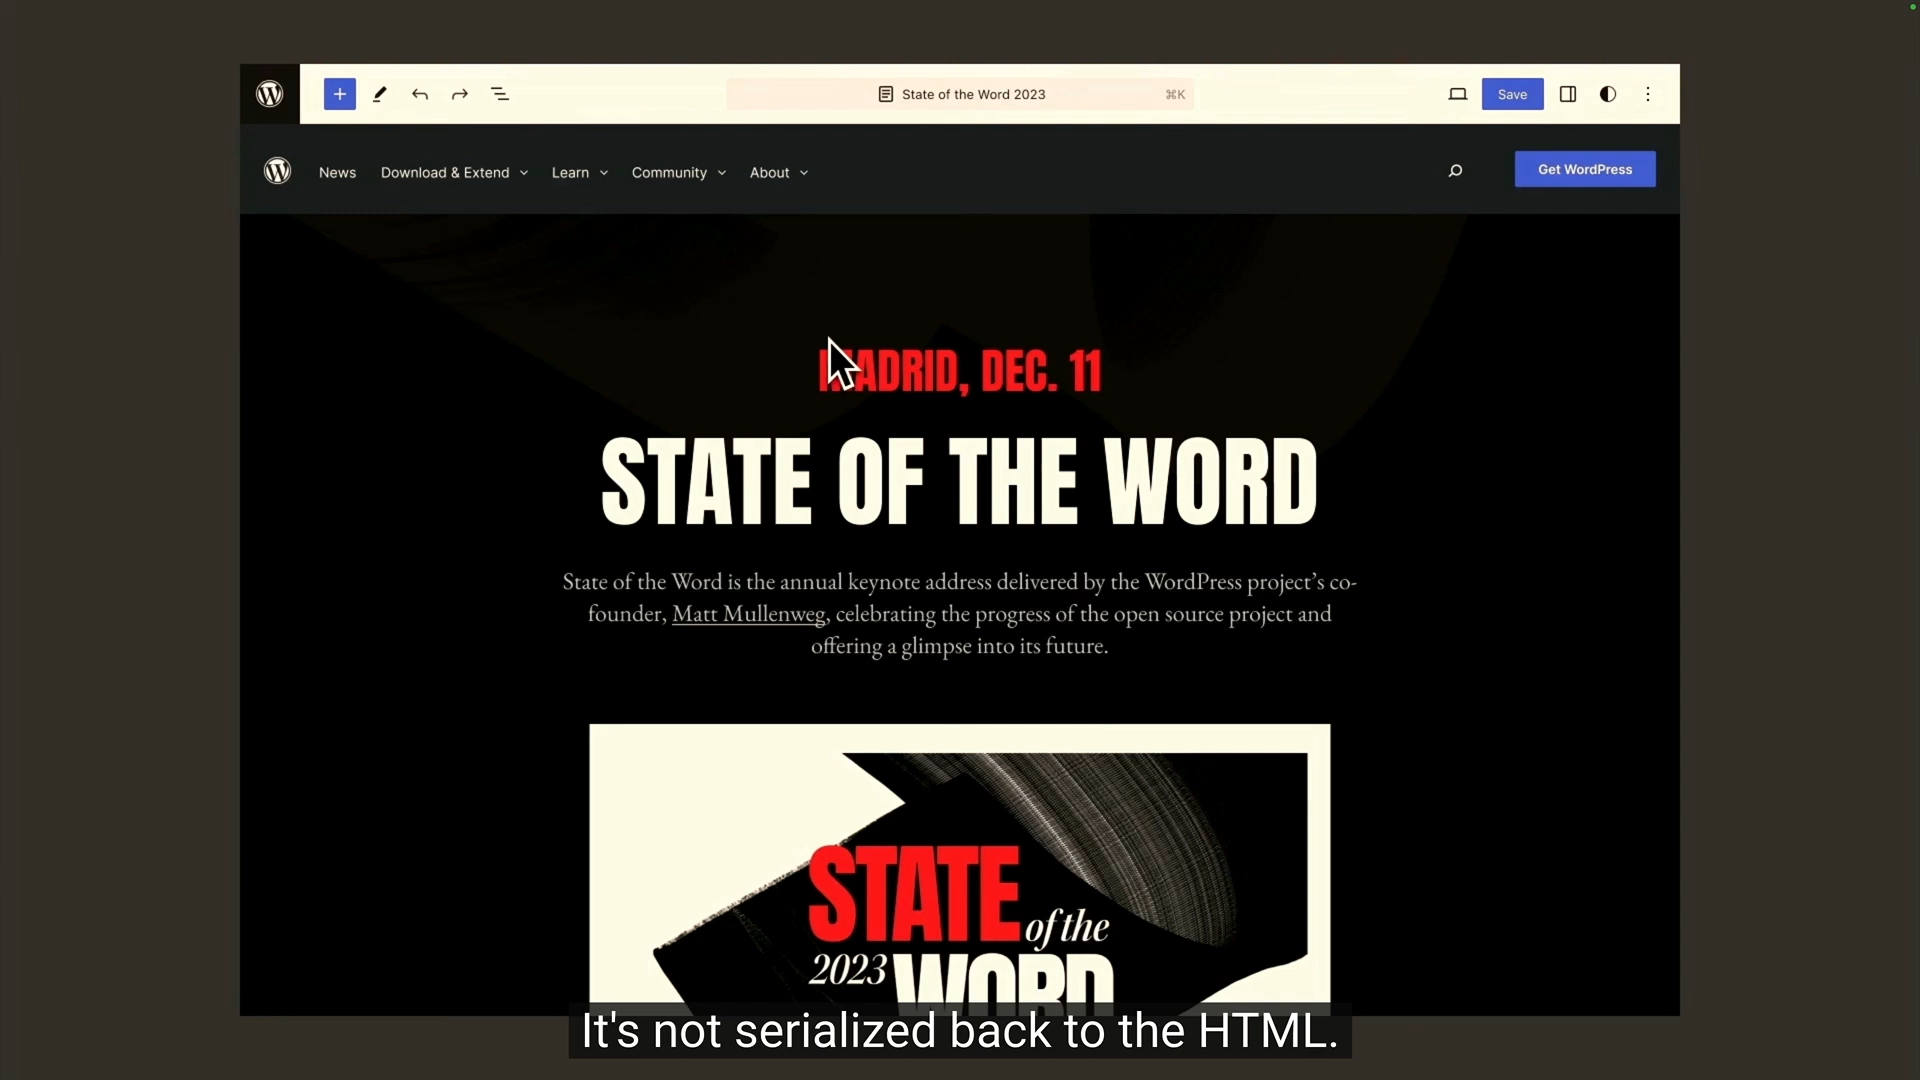 State of the Word 2023 ⌘K
Save
News Download & Extend Learn Community About
Get WordPress
MADRID, DEC. 11
STATE OF THE WORD
State of the Word is the annual keynote address delivered by the WordPress project’s co-
founder, Matt Mullenweg, celebrating the progress of the open source project and
offering a glimpse into its future.
STATE of the
2023 WORD
It's not serialized back to the HTML.